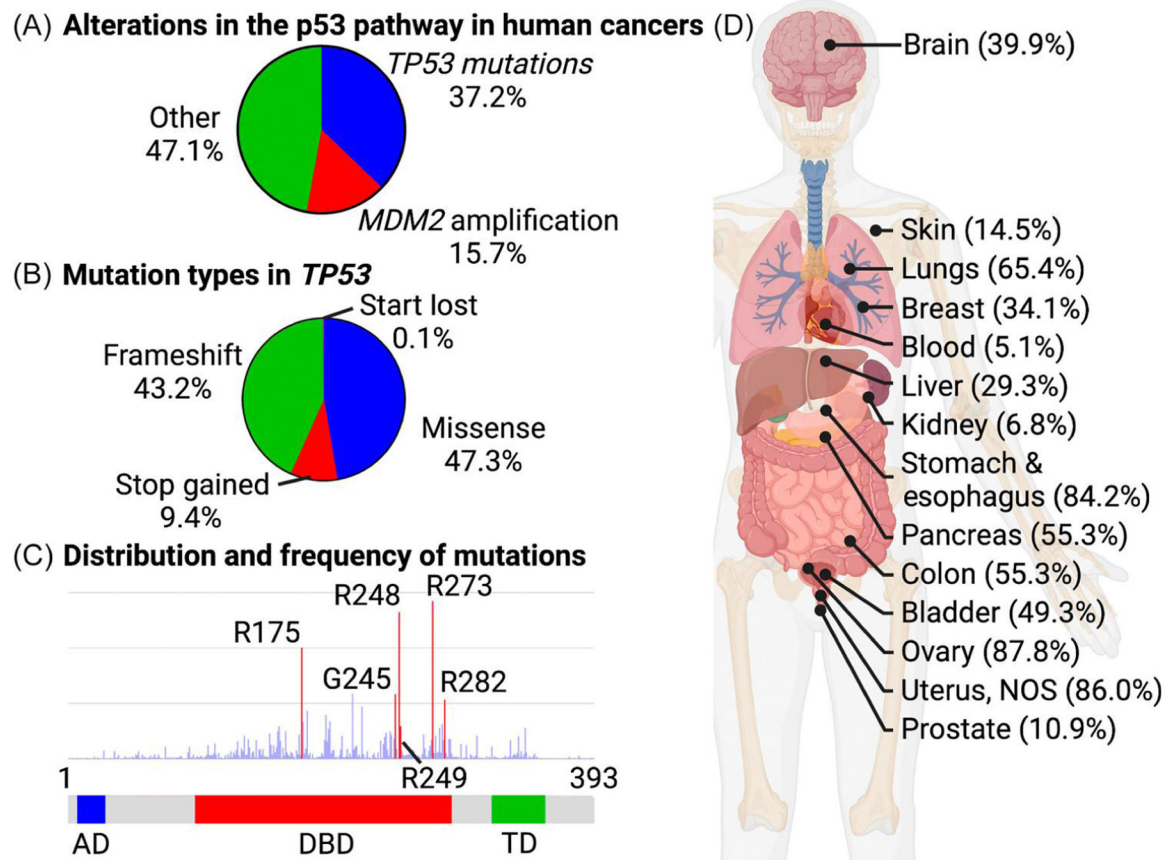 (A) Alterations in the p53 pathway in human cancers
TP53 mutations
37.2%
Other
47.1%
MDM2 amplification
15.7%
(B) Mutation types in TP53
Start lost
0.1%
Frameshift
43.2%
Missense
47.3%
Stop gained
9.4%
(C) Distribution and frequency of mutations
R248
R273
R175
G245
R282
R249
1
393
AD
DBD
TD
(D)
Brain (39.9%)
Skin (14.5%)
Lungs (65.4%)
Breast (34.1%)
Blood (5.1%)
Liver (29.3%)
Kidney (6.8%)
Stomach &
esophagus (84.2%)
Pancreas (55.3%)
Colon (55.3%)
Bladder (49.3%)
Ovary (87.8%)
Uterus, NOS (86.0%)
Prostate (10.9%)